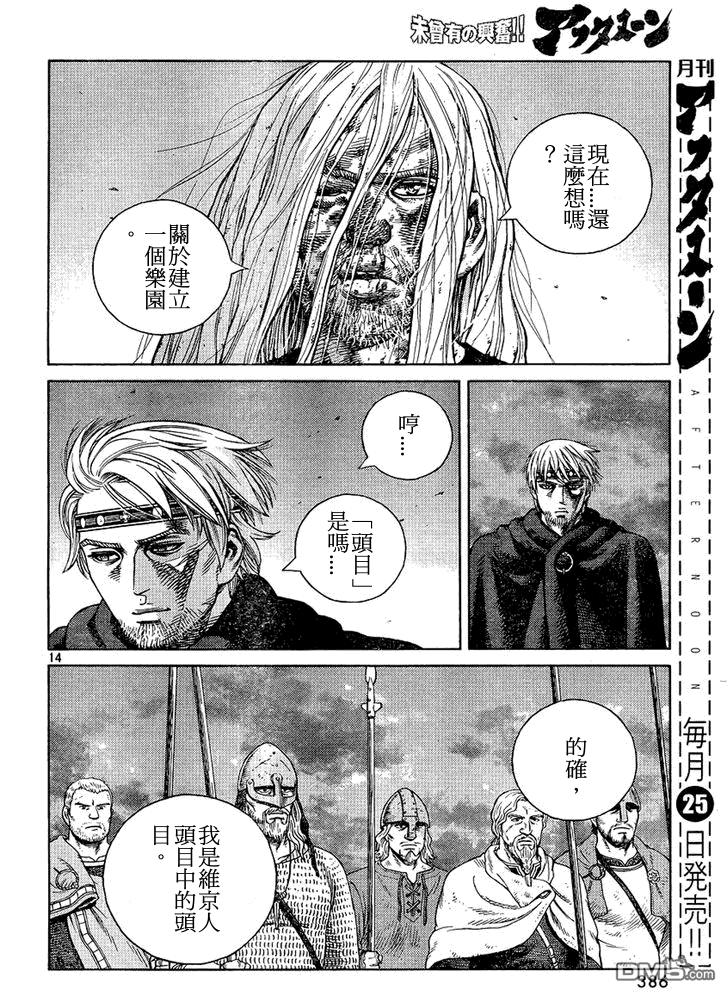 未曾有の興奮!!
アフタヌーン
月刊
アフタヌーン
AFTERNOON
毎月25日発売!!
現在……還
這麼想嗎
？
關於建立
一個樂園
。
哼……
「頭目」
是嗎……
14
的確，
我是維京人
頭目中的頭
目。
386
DM5.com